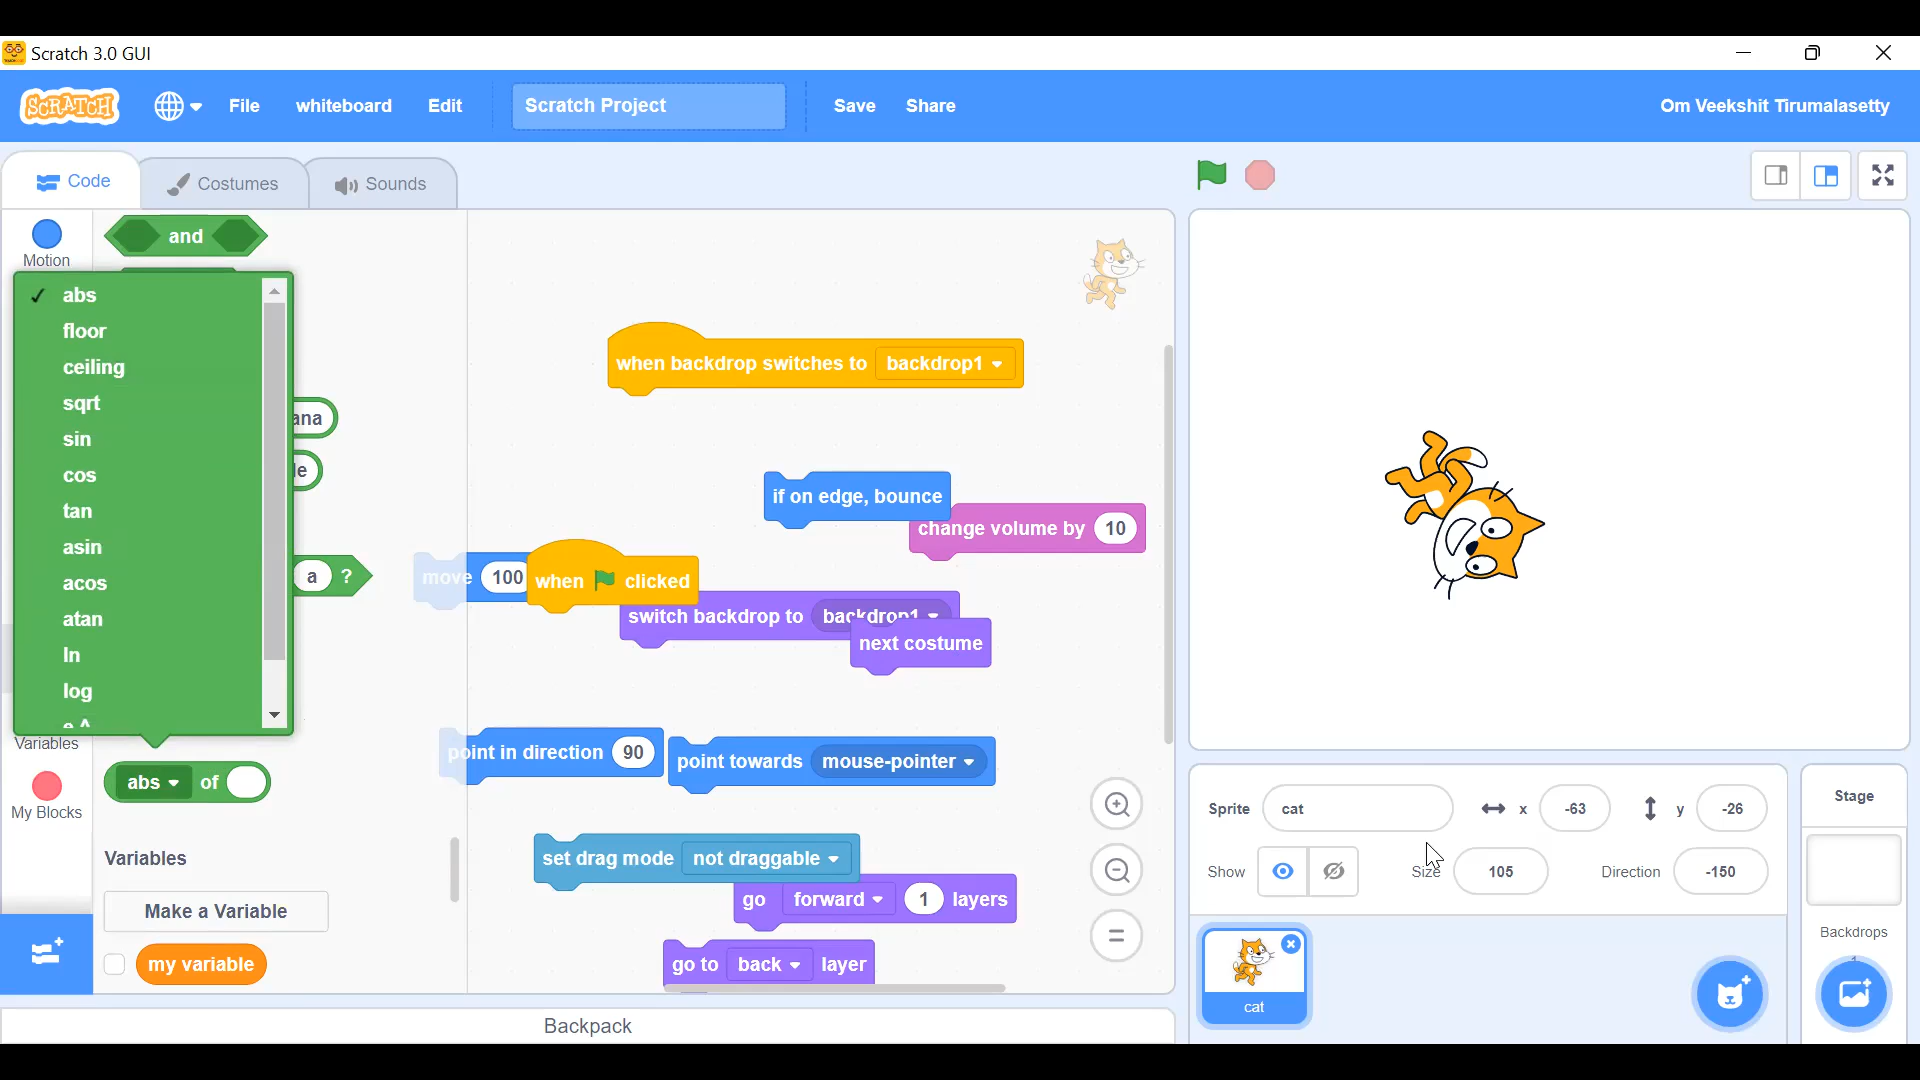 Scratch 3.0 GUI
SCRATCH File whiteboard Edit Scratch Project Save Share Om Veekshit Tirumalasetty
Code Costumes Sounds
Motion
and
abs
floor
ceiling
sqrt
sin
cos
tan
asin
acos
atan
ln
log
e ^
a ?
Variables
My Blocks
abs of
Variables
Make a Variable
my variable
when backdrop switches to backdrop1
if on edge, bounce
change volume by 10
move 100
when clicked
switch backdrop to backdrop1
next costume
point in direction 90
point towards mouse-pointer
set drag mode not draggable
go forward 1 layers
go to back layer
Backpack
Sprite cat x -63 y -26
Show Size 105 Direction -150
cat
Stage
Backdrops